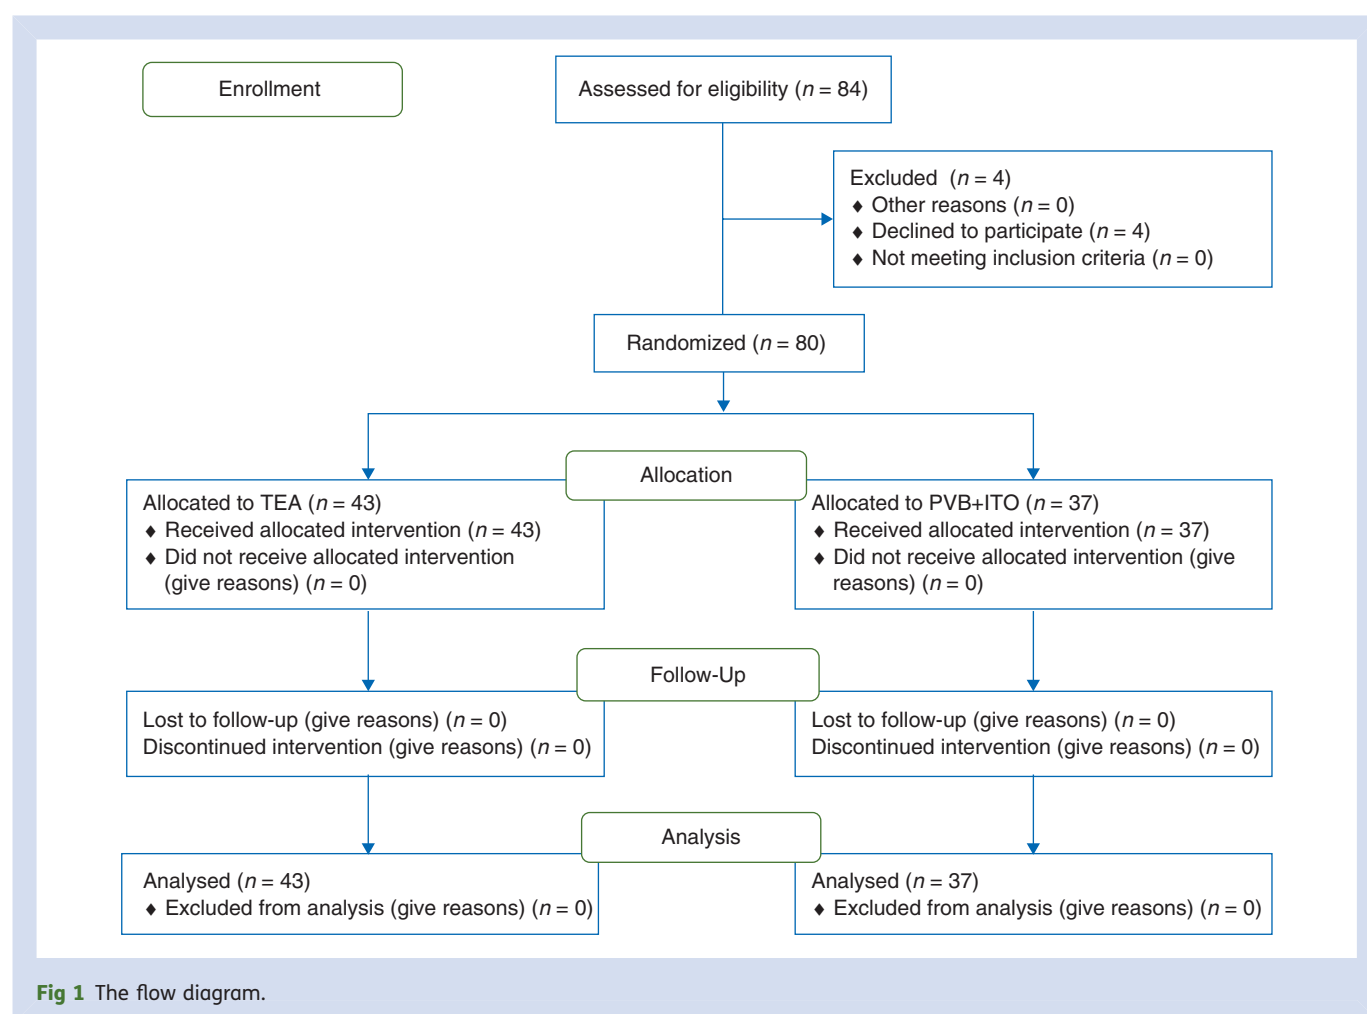 Enrollment
Assessed for eligibility (n = 84)
Excluded (n = 4)
♦ Other reasons (n = 0)
♦ Declined to participate (n = 4)
♦ Not meeting inclusion criteria (n = 0)
Randomized (n = 80)
Allocation
Allocated to TEA (n = 43)
♦ Received allocated intervention (n = 43)
♦ Did not receive allocated intervention
(give reasons) (n = 0)
Allocated to PVB+ITO (n = 37)
♦ Received allocated intervention (n = 37)
♦ Did not receive allocated intervention (give
reasons) (n = 0)
Follow-Up
Lost to follow-up (give reasons) (n = 0)
Discontinued intervention (give reasons) (n = 0)
Lost to follow-up (give reasons) (n = 0)
Discontinued intervention (give reasons) (n = 0)
Analysis
Analysed (n = 43)
♦ Excluded from analysis (give reasons) (n = 0)
Analysed (n = 37)
♦ Excluded from analysis (give reasons) (n = 0)
Fig 1 The flow diagram.